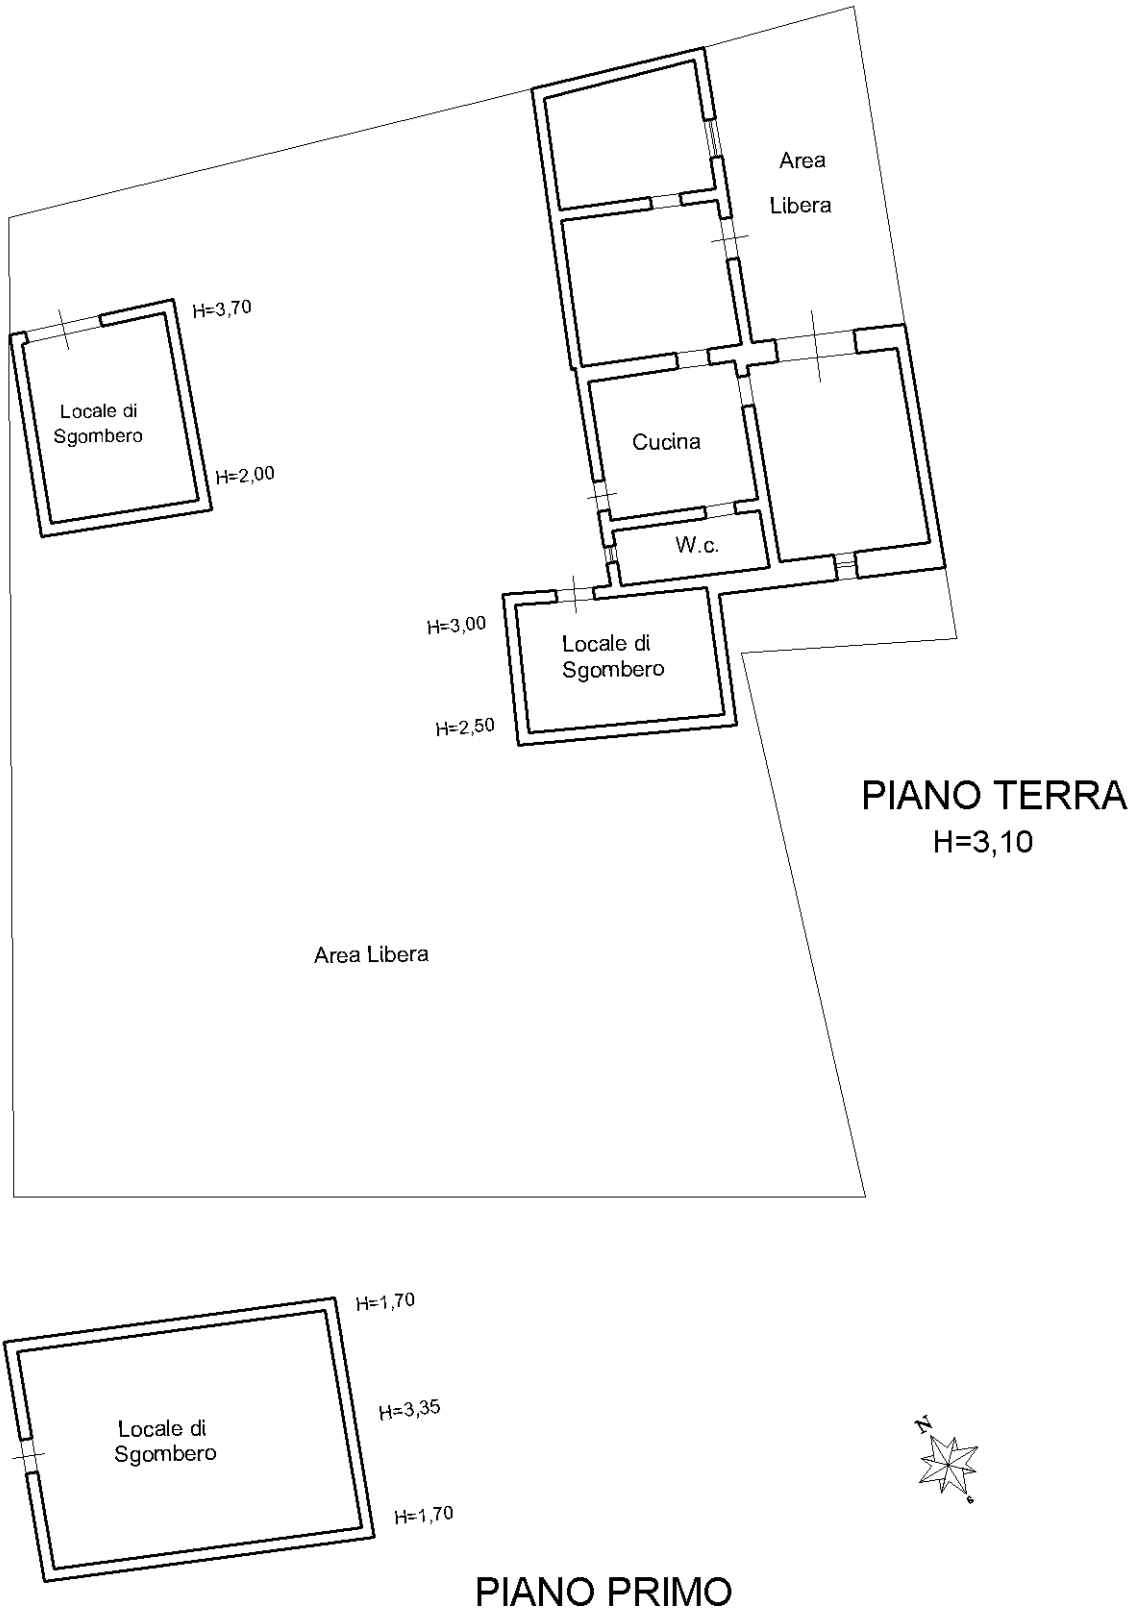 Area
Libera
H=3,70
Locale di
Sgombero
H=2,00
Cucina
W.c.
H=3,00
Locale di
Sgombero
H=2,50
PIANO TERRA
H=3,10
Area Libera
H=1,70
Locale di
Sgombero
H=3,35
H=1,70
N
s
PIANO PRIMO